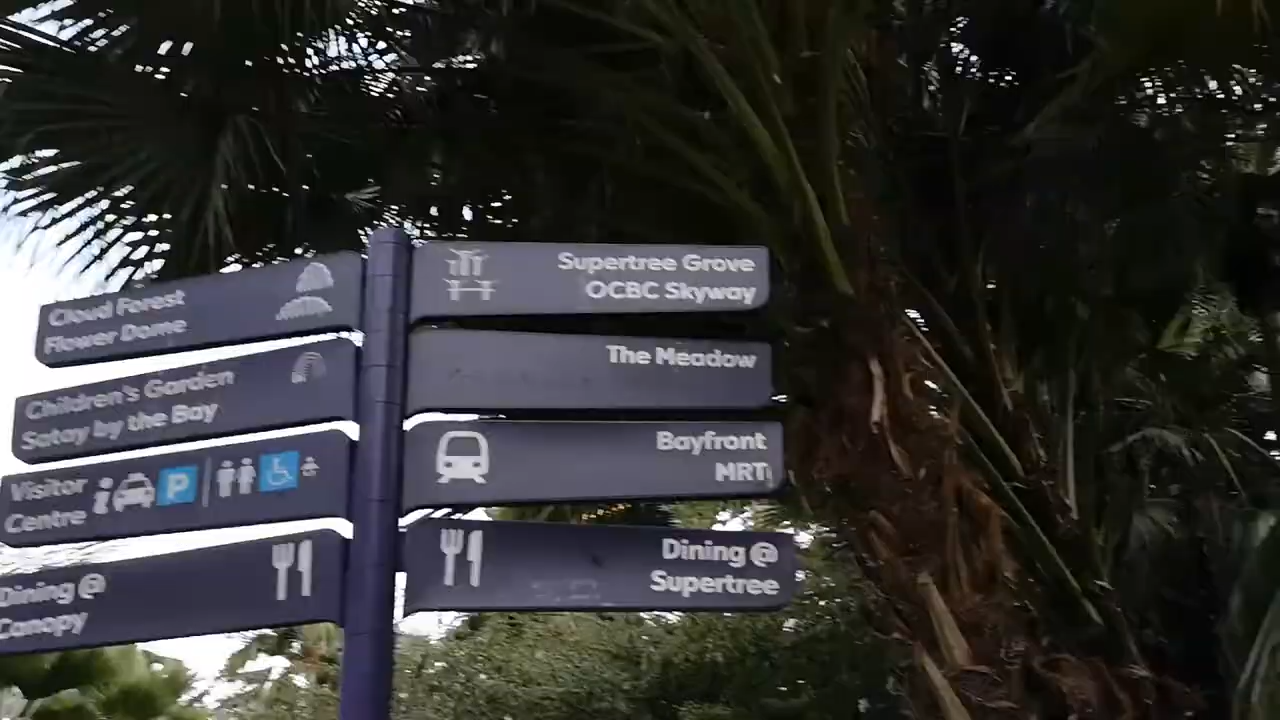 Cloud Forest
Flower Dome
Children's Garden
Satay by the Bay
Visitor
Centre
P
Dining @
Canopy
Supertree Grove
OCBC Skyway
The Meadow
Bayfront
MRT
Dining @
Supertree